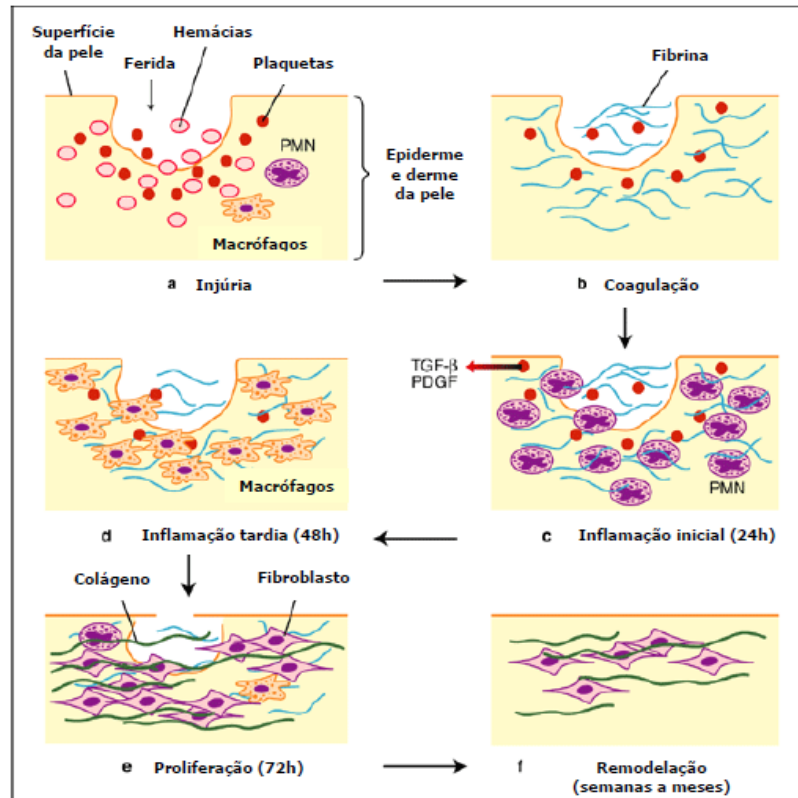 Superfície
da pele
Hemácias
Ferida
Plaquetas
PMN
Macrófagos
Epiderme
e derme
da pele
a Injúria
Fibrina
b Coagulação
Macrófagos
d Inflamação tardia (48h)
TGF-β
PDGF
PMN
c Inflamação inicial (24h)
Colágeno
Fibroblasto
e Proliferação (72h)
f Remodelação
(semanas a meses)